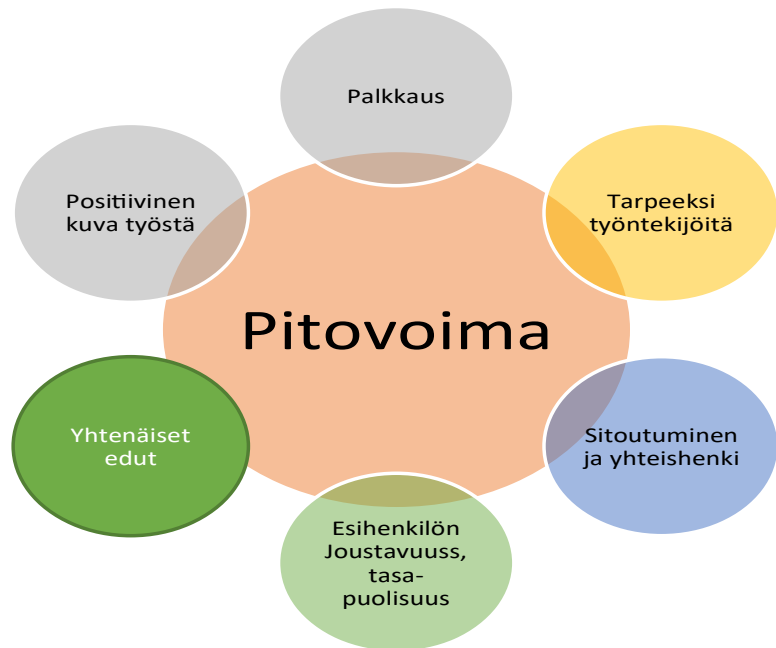 Palkkaus
Positiivinen
kuva työstä
Tarpeeksi
työntekijöitä
Pitovoima
Yhtenäiset
edut
Sitoutuminen
ja yhteishenki
Esihenkilön
Joustavuuss,
tasa-
puolisuus